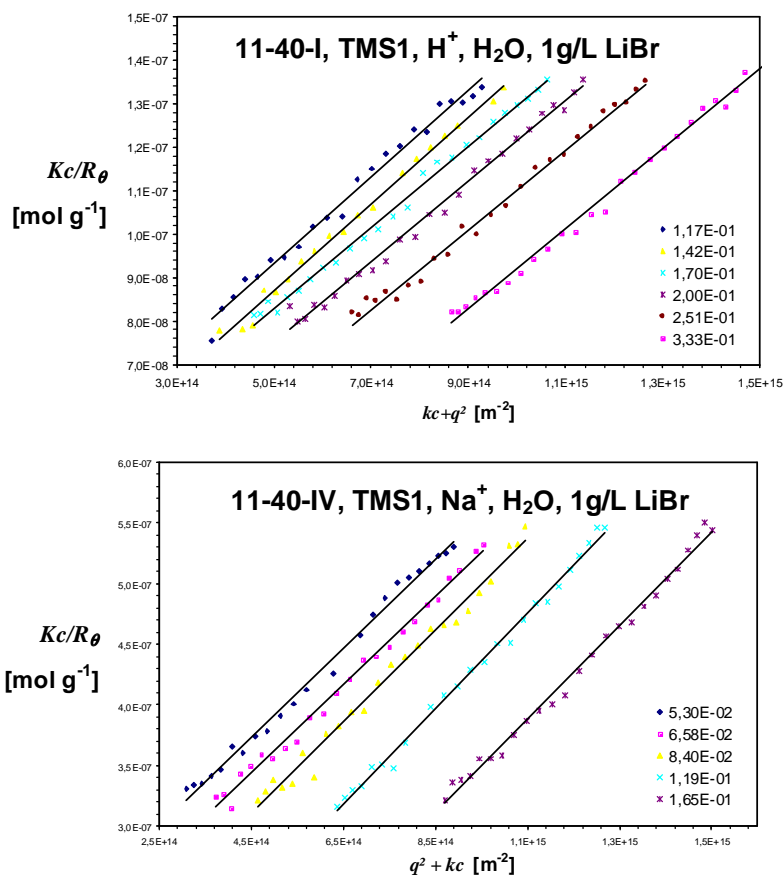 11-40-I, TMS1, H⁺, H₂O, 1g/L LiBr
1,5E-07
1,4E-07
1,3E-07
1,2E-07
1,1E-07
1,0E-07
9,0E-08
8,0E-08
7,0E-08
Kc/Rθ
[mol g⁻¹]
1,17E-01
1,42E-01
1,70E-01
2,00E-01
2,51E-01
3,33E-01
3,0E+14 5,0E+14 7,0E+14 9,0E+14 1,1E+15 1,3E+15 1,5E+15
kc+q² [m⁻²]
11-40-IV, TMS1, Na⁺, H₂O, 1g/L LiBr
6,0E-07
5,5E-07
5,0E-07
4,5E-07
4,0E-07
3,5E-07
3,0E-07
Kc/Rθ
[mol g⁻¹]
5,30E-02
6,58E-02
8,40E-02
1,19E-01
1,65E-01
2,5E+14 4,5E+14 6,5E+14 8,5E+14 1,1E+15 1,3E+15 1,5E+15
q² + kc [m⁻²]